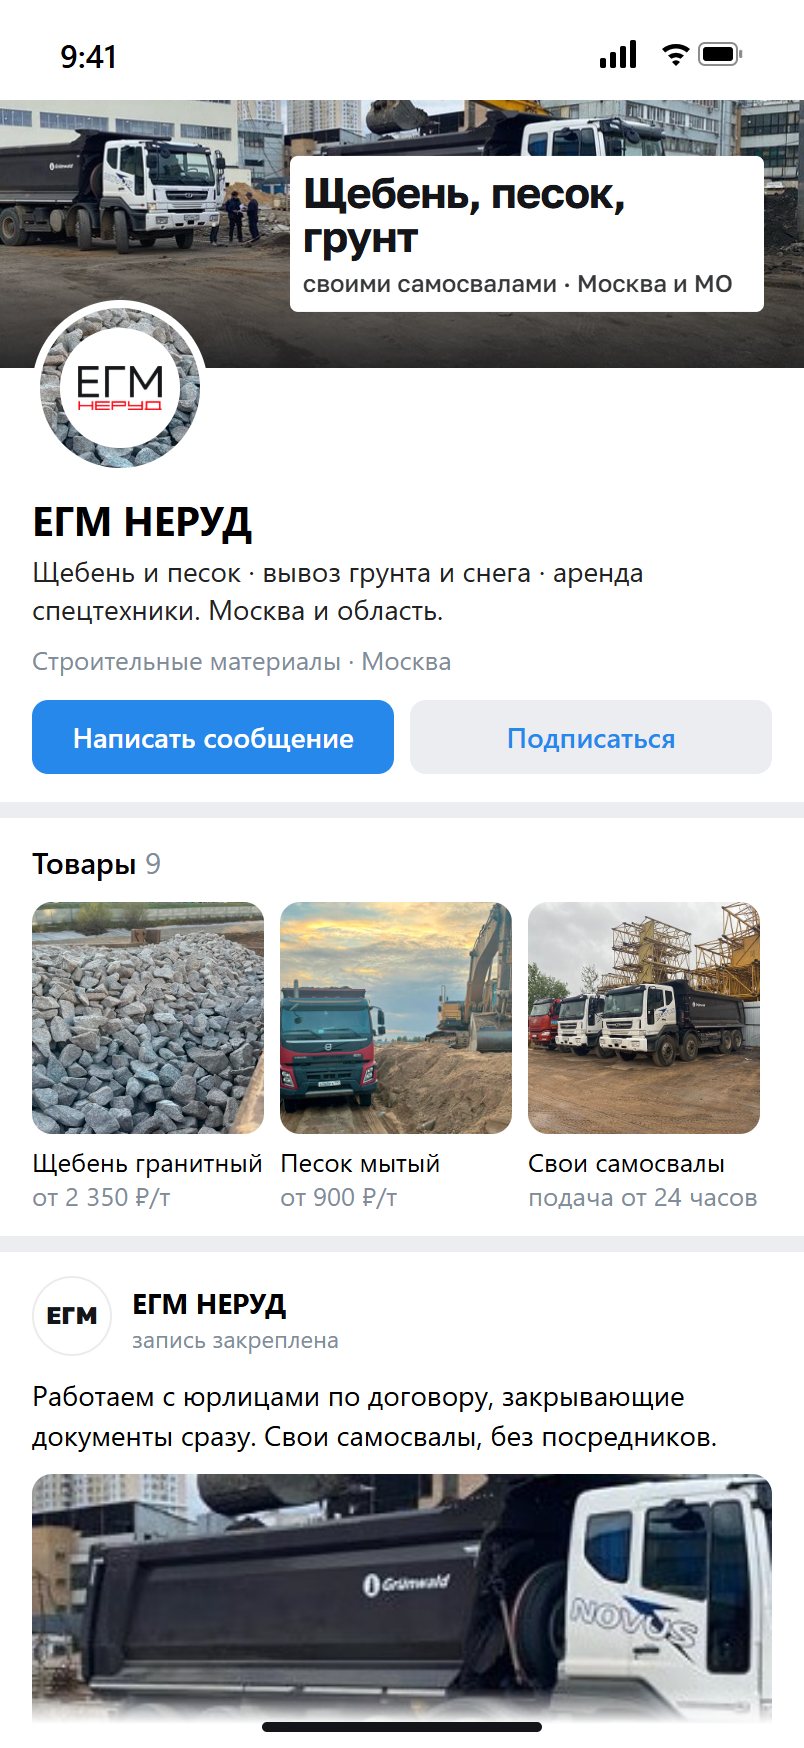 9:41
Grünwald
Щебень, песок,
грунт
своими самосвалами · Москва и МО
ЕГМ
НЕРУД
ЕГМ НЕРУД
Щебень и песок · вывоз грунта и снега · аренда
спецтехники. Москва и область.
Строительные материалы · Москва
Написать сообщение
Подписаться
Товары 9
Щебень гранитный
от 2 350 ₽/т
Песок мытый
от 900 ₽/т
Свои самосвалы
подача от 24 часов
ЕГМ
ЕГМ НЕРУД
запись закреплена
Работаем с юрлицами по договору, закрывающие
документы сразу. Свои самосвалы, без посредников.
Grünwald
NOVUS